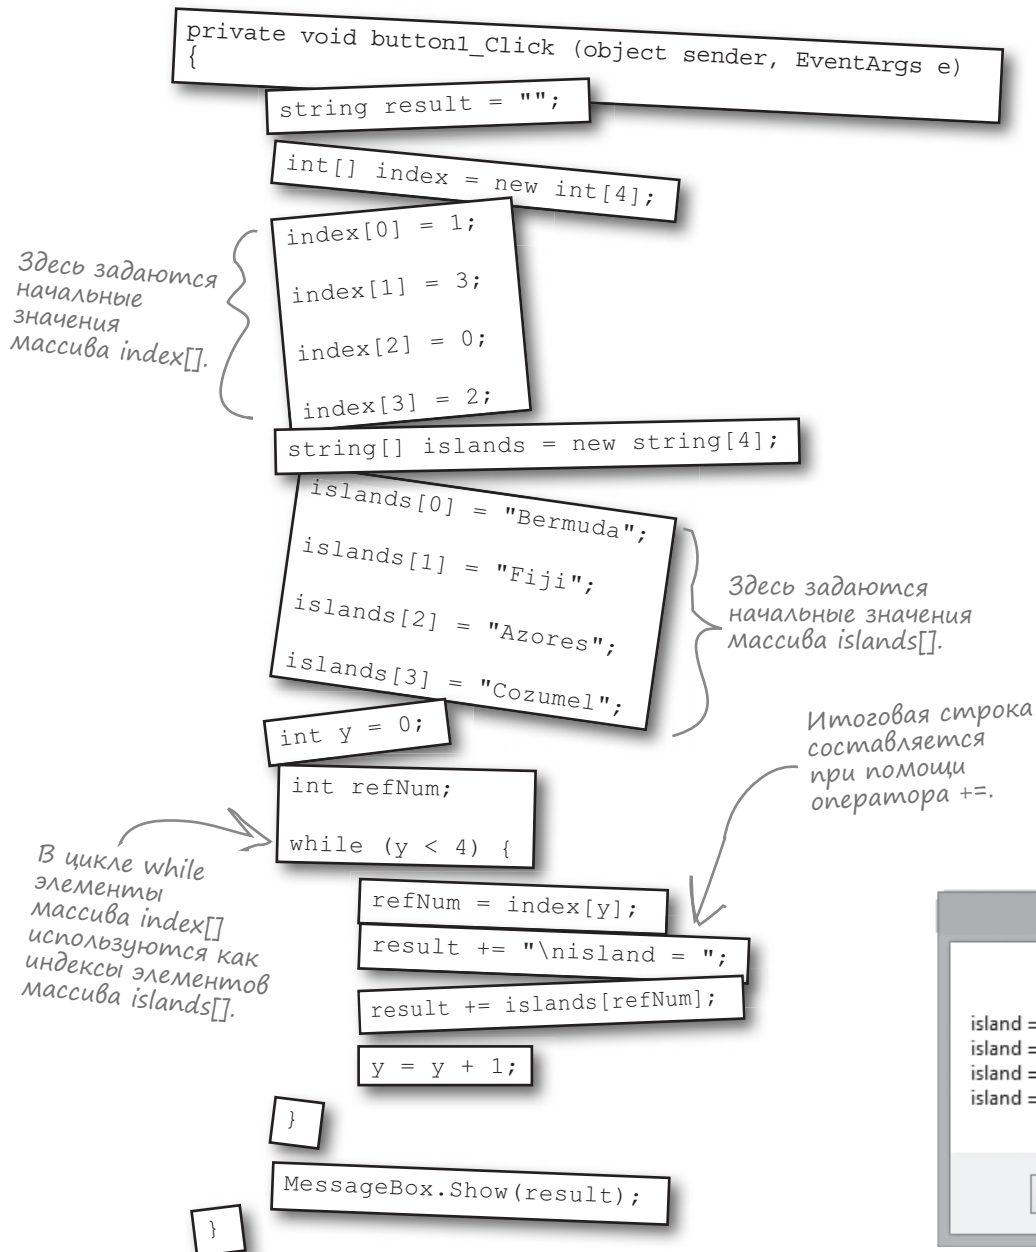 private void button1_Click (object sender, EventArgs e)
{
string result = "";
int[] index = new int[4];
index[0] = 1;
index[1] = 3;
index[2] = 0;
index[3] = 2;
Здесь задаются
начальные
значения
массива index[].
string[] islands = new string[4];
islands[0] = "Bermuda";
islands[1] = "Fiji";
islands[2] = "Azores";
islands[3] = "Cozumel";
Здесь задаются
начальные значения
массива islands[].
int y = 0;
int refNum;
while (y < 4) {
В цикле while
элементы
массива index[]
используются как
индексы элементов
массива islands[].
Итоговая строка
составляется
при помощи
оператора +=.
refNum = index[y];
result += "\nisland = ";
result += islands[refNum];
y = y + 1;
}
MessageBox.Show(result);
}
island =
island =
island =
island =